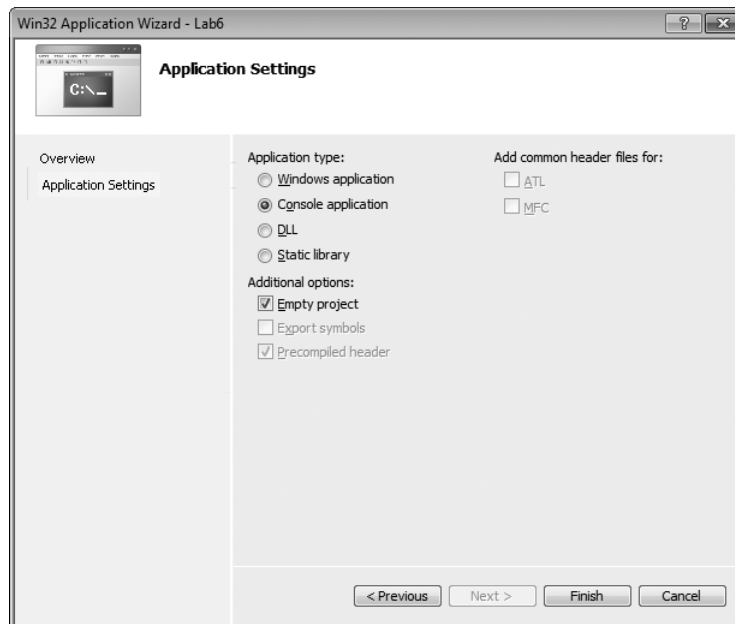 Win32 Application Wizard - Lab6
C:\_
Application Settings
Overview
Application Settings
Application type:
Windows application
Console application
DLL
Static library
Additional options:
Empty project
Export symbols
Precompiled header
Add common header files for:
ATL
MFC
< Previous
Next >
Finish
Cancel